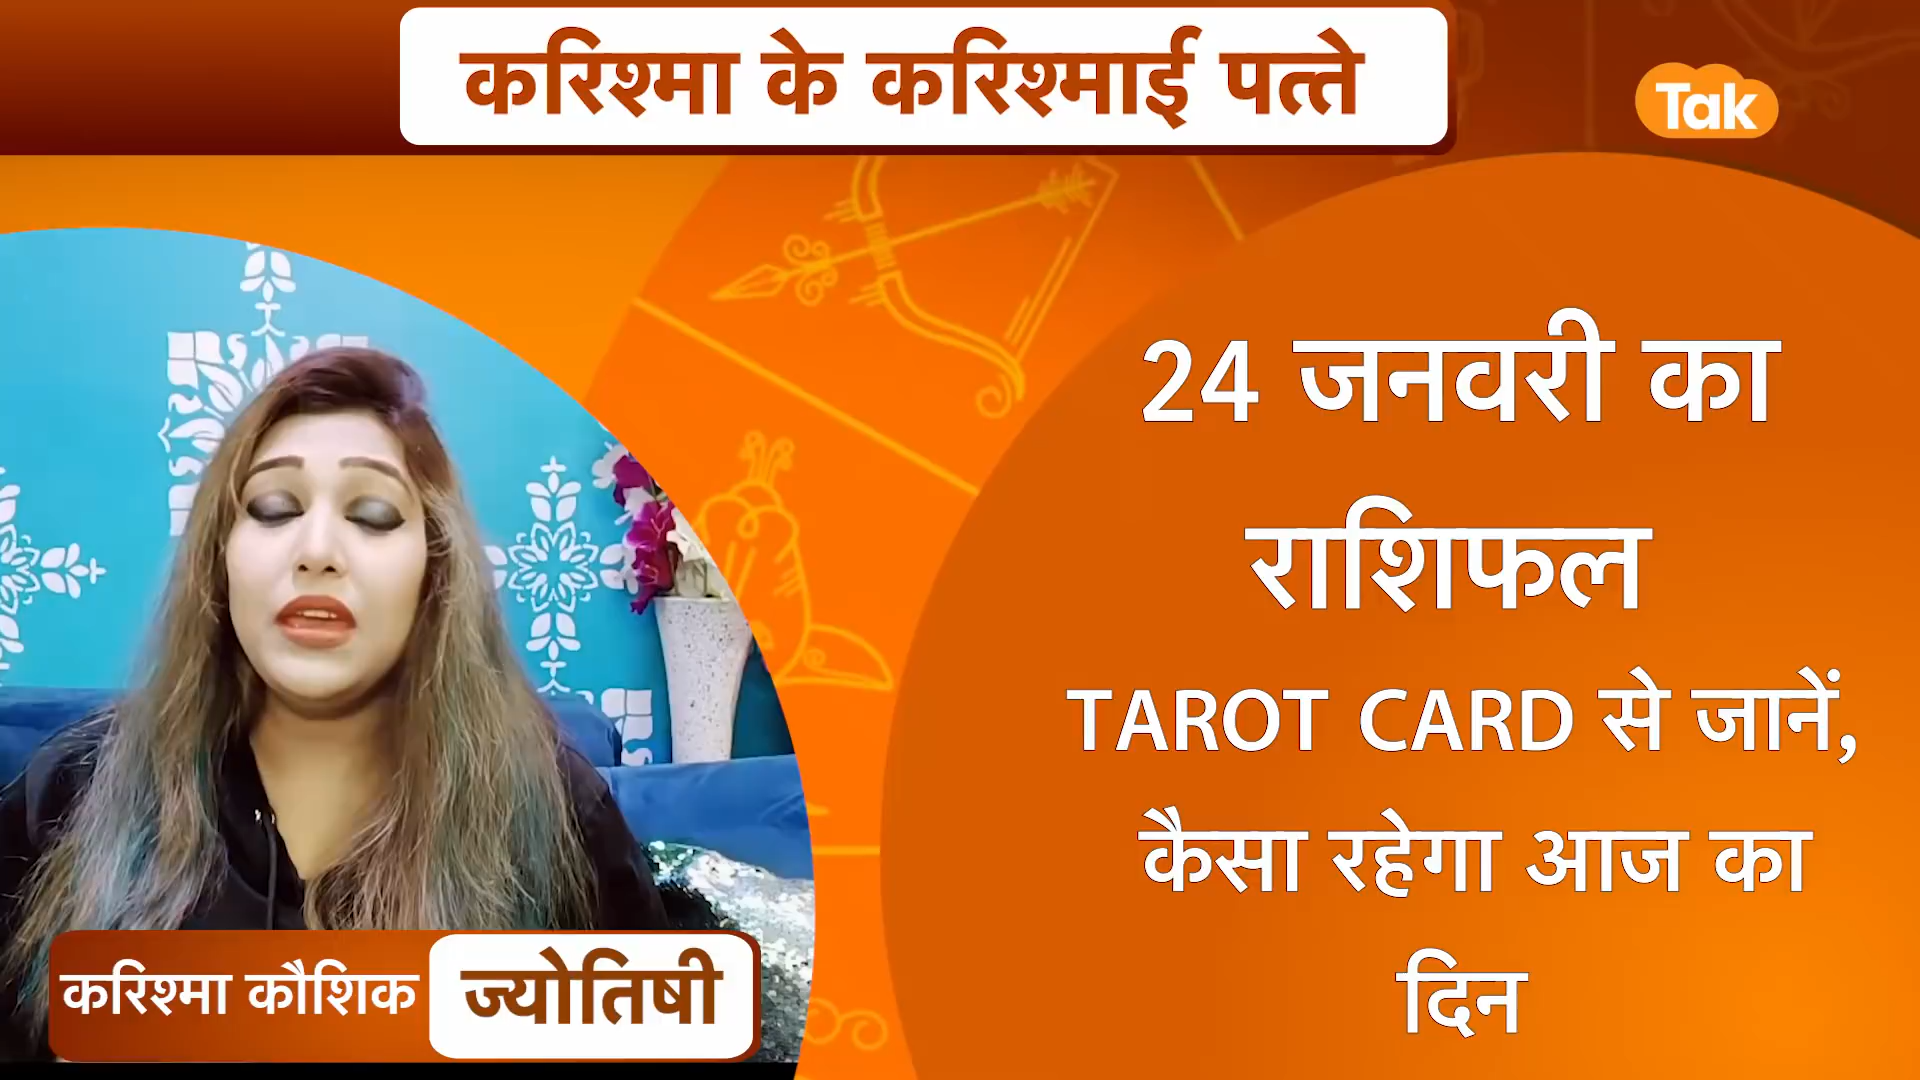 करिश्मा के करिश्माई पत्ते
Tak
24 जनवरी का
राशिफल
TAROT CARD से जानें,
कैसा रहेगा आज का
दिन
करिश्मा कौशिक
ज्योतिषी